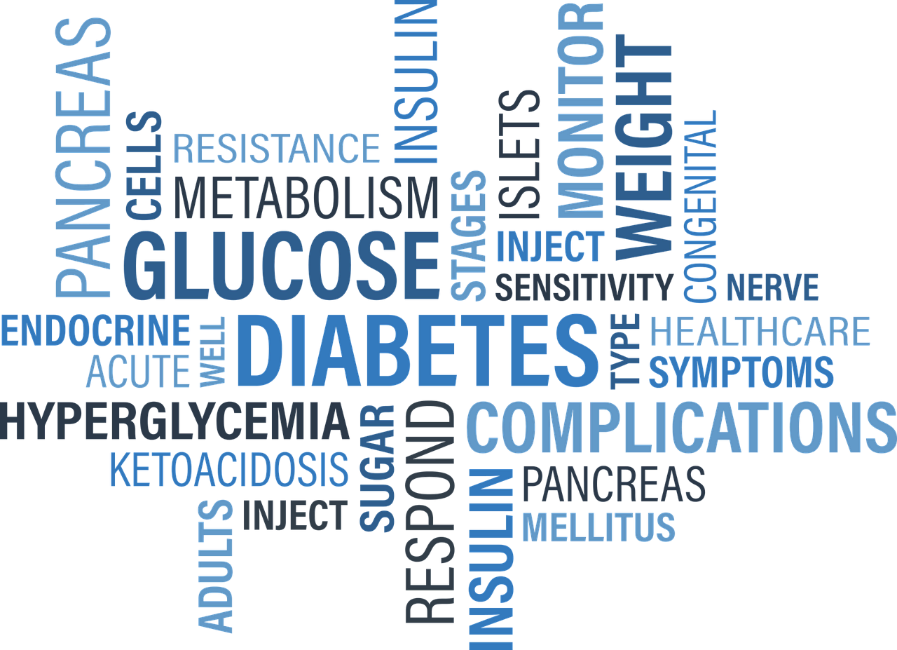 PANCREAS
CELLS
RESISTANCE
INSULIN
METABOLISM
GLUCOSE
STAGES
ISLETS
MONITOR
WEIGHT
CONGENITAL
INJECT
SENSITIVITY
NERVE
ENDOCRINE
ACUTE
WELL
DIABETES
TYPE
HEALTHCARE
SYMPTOMS
HYPERGLYCEMIA
KETOACIDOSIS
SUGAR
RESPOND
COMPLICATIONS
ADULTS
INJECT
INSULIN
PANCREAS
MELLITUS